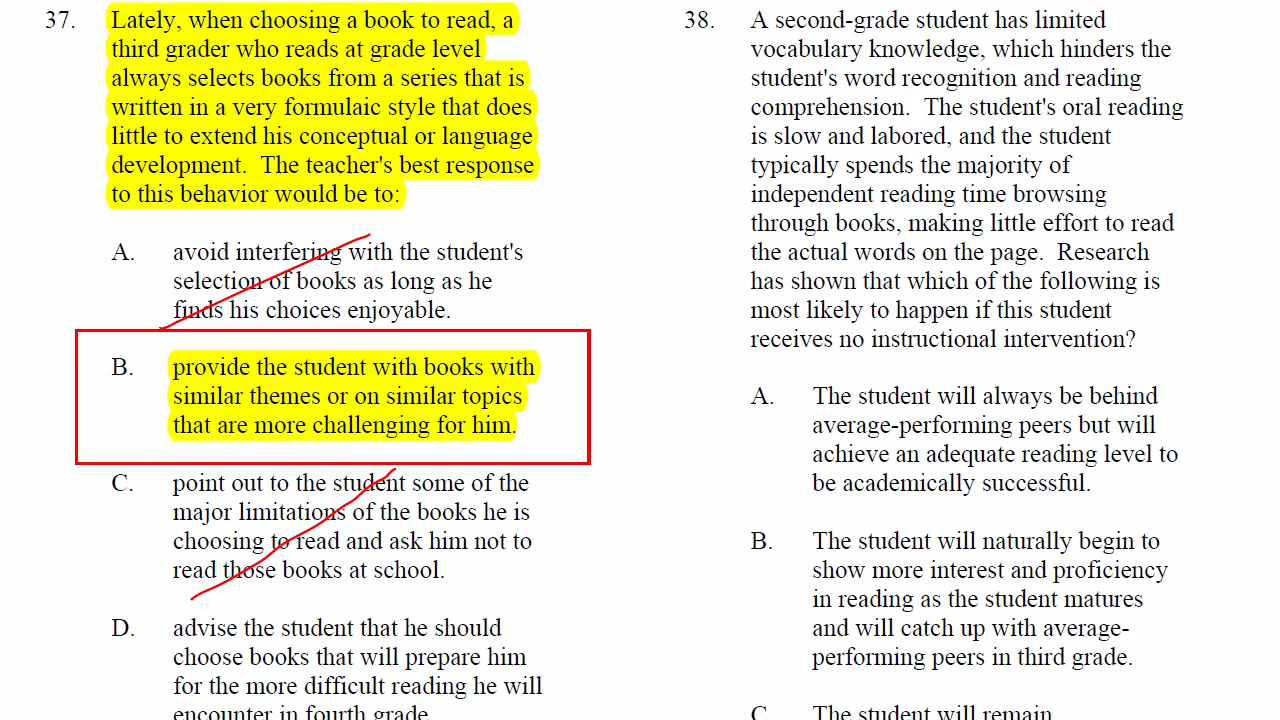 37. Lately, when choosing a book to read, a
third grader who reads at grade level
always selects books from a series that is
written in a very formulaic style that does
little to extend his conceptual or language
development.  The teacher's best response
to this behavior would be to:
A. avoid interfering with the student's
selection of books as long as he
finds his choices enjoyable.
B. provide the student with books with
similar themes or on similar topics
that are more challenging for him.
C. point out to the student some of the
major limitations of the books he is
choosing to read and ask him not to
read those books at school.
D. advise the student that he should
choose books that will prepare him
for the more difficult reading he will
encounter in fourth grade.
38. A second-grade student has limited
vocabulary knowledge, which hinders the
student's word recognition and reading
comprehension.  The student's oral reading
is slow and labored, and the student
typically spends the majority of
independent reading time browsing
through books, making little effort to read
the actual words on the page.  Research
has shown that which of the following is
most likely to happen if this student
receives no instructional intervention?
A. The student will always be behind
average-performing peers but will
achieve an adequate reading level to
be academically successful.
B. The student will naturally begin to
show more interest and proficiency
in reading as the student matures
and will catch up with average-
performing peers in third grade.
C. The student will remain